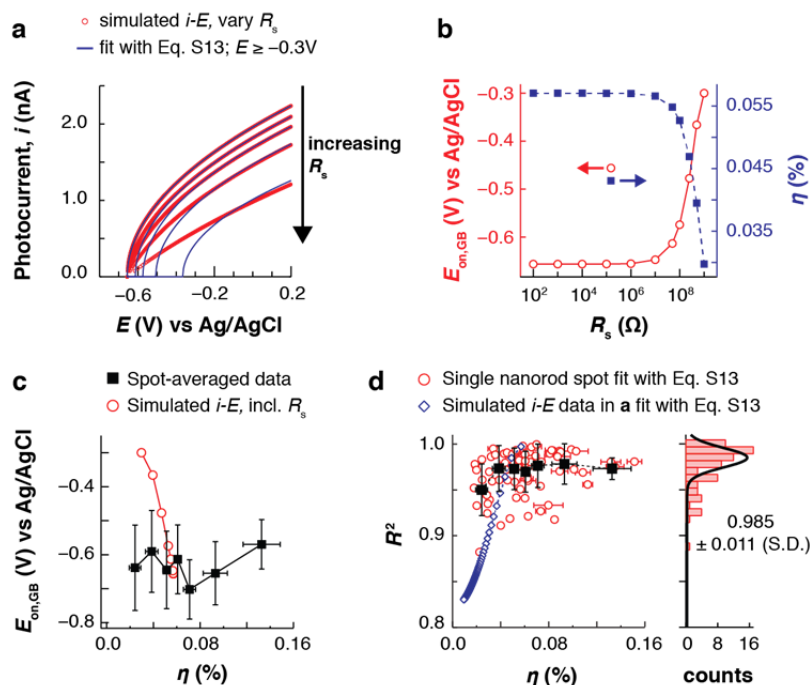 a
simulated i-E, vary Rs
fit with Eq. S13; E ≥ −0.3V
Photocurrent, i (nA)
2.0
1.0
0.0
increasing
Rs
−0.6
−0.2
0.2
E (V) vs Ag/AgCl
b
Eon,GB (V) vs Ag/AgCl
−0.3
−0.4
−0.5
−0.6
0.055
0.045
0.035
η (%)
10² 10⁴ 10⁶ 10⁸
Rs (Ω)
c
Spot-averaged data
Simulated i-E, incl. Rs
Eon,GB (V) vs Ag/AgCl
−0.4
−0.6
−0.8
0.00 0.08 0.16
η (%)
d
Single nanorod spot fit with Eq. S13
Simulated i-E data in a fit with Eq. S13
R²
1.0
0.9
0.8
0.985
± 0.011 (S.D.)
0.00 0.04 0.08 0.12 0.16
η (%)
0 8 16
counts